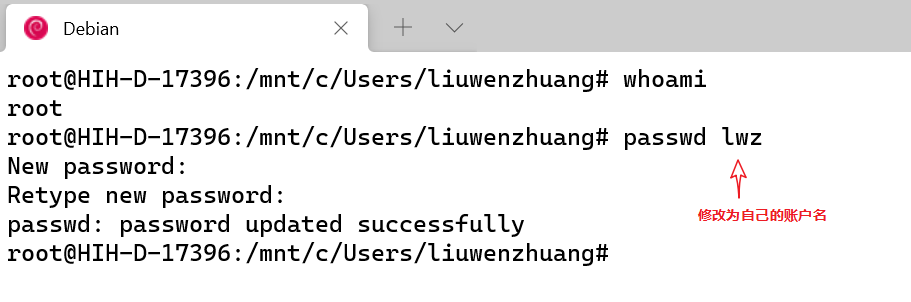 Debian
root@HIH-D-17396:/mnt/c/Users/liuwenzhuang# whoami
root
root@HIH-D-17396:/mnt/c/Users/liuwenzhuang# passwd lwz
New password:
Retype new password:
修改为自己的账户名
passwd: password updated successfully
root@HIH-D-17396:/mnt/c/Users/liuwenzhuang#